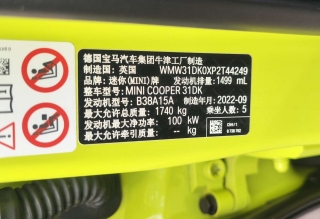 德国宝马汽车集团牛津工厂制造
制造国：英国 WMW31DK0XP2T44249
品牌：迷你(MINI)牌 发动机排量：1499 mL
整车型号：MINI COOPER 31DK
发动机型号：B38A15A 制造年月：2022-09
最大允许总质量：1740 kg 乘坐人数：5
发动机最大净功率：100 kW
最大允许牵引质量：-- kg